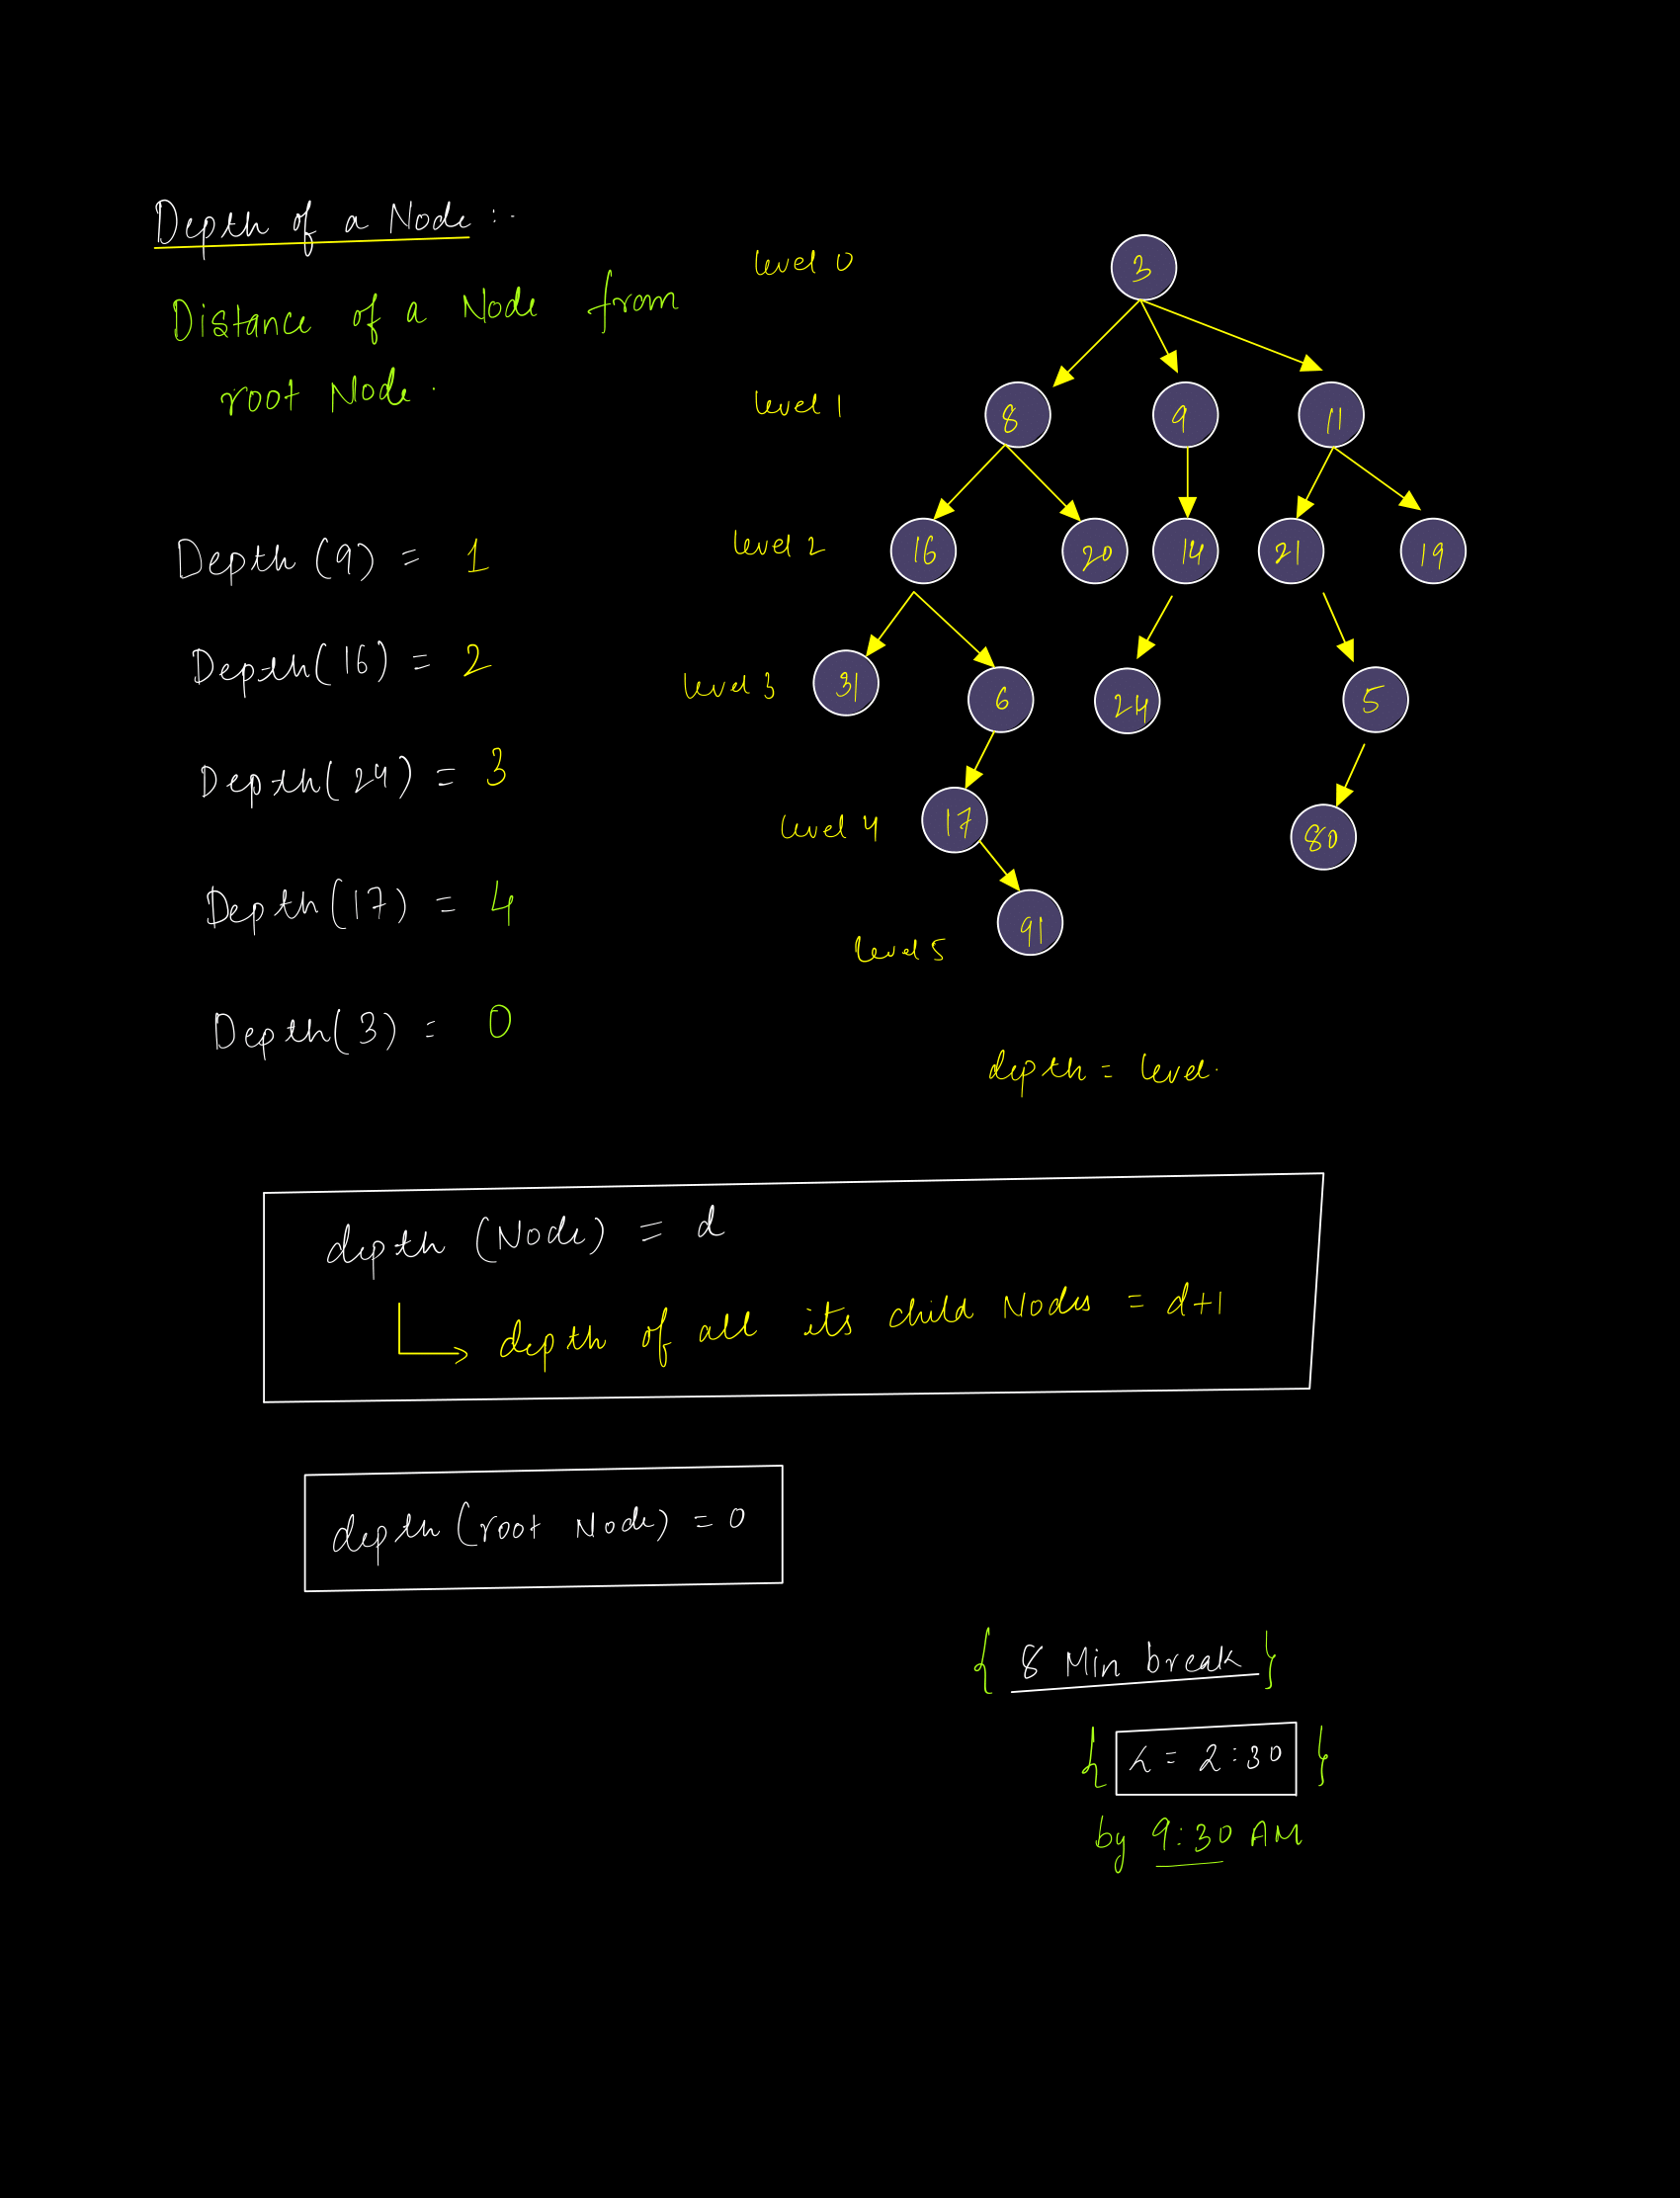 Depth of a Node :-
Distance of a Node from
root Node.
Depth (9) = 1
Depth(16) = 2
Depth(24) = 3
Depth(17) = 4
Depth(3) = 0
level 0
3
level 1
8 9 11
level 2
16 20 14 21 19
level 3
31 6 24 5
level 4
17 80
level 5
91
depth = level.
depth (Node) = d
depth of all its child Nodes = d+1
depth (root Node) = 0
{ 8 Min break }
{ = 2:30 }
by 9:30 AM